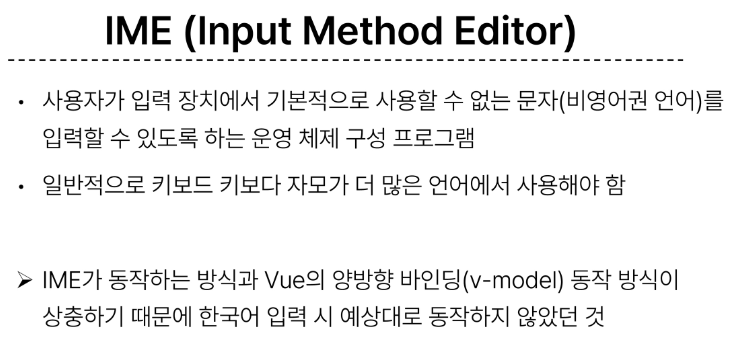 IME (Input Method Editor)
• 사용자가 입력 장치에서 기본적으로 사용할 수 없는 문자(비영어권 언어)를
입력할 수 있도록 하는 운영 체제 구성 프로그램
• 일반적으로 키보드 키보다 자모가 더 많은 언어에서 사용해야 함
➢ IME가 동작하는 방식과 Vue의 양방향 바인딩(v-model) 동작 방식이
상충하기 때문에 한국어 입력 시 예상대로 동작하지 않았던 것